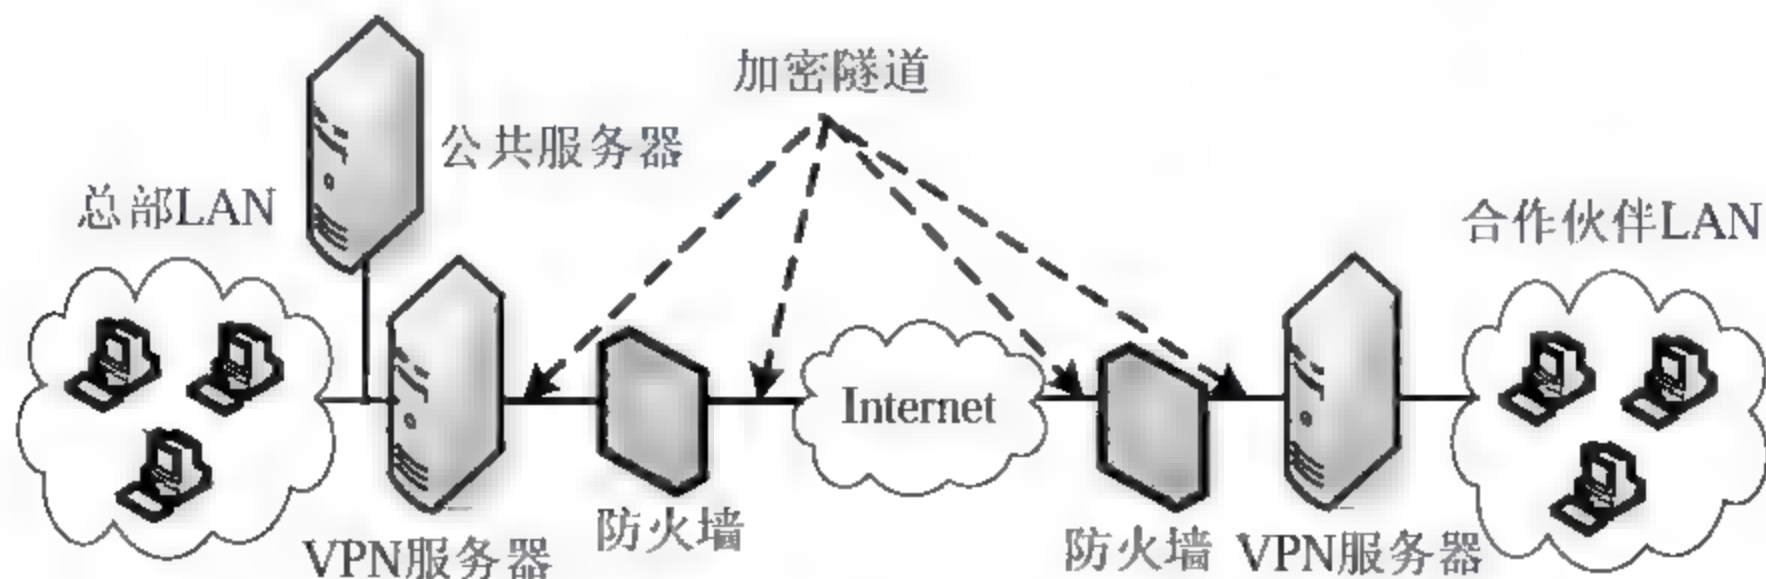 加密隧道
公共服务器
总部LAN
合作伙伴LAN
Internet
VPN服务器
防火墙
防火墙
VPN服务器